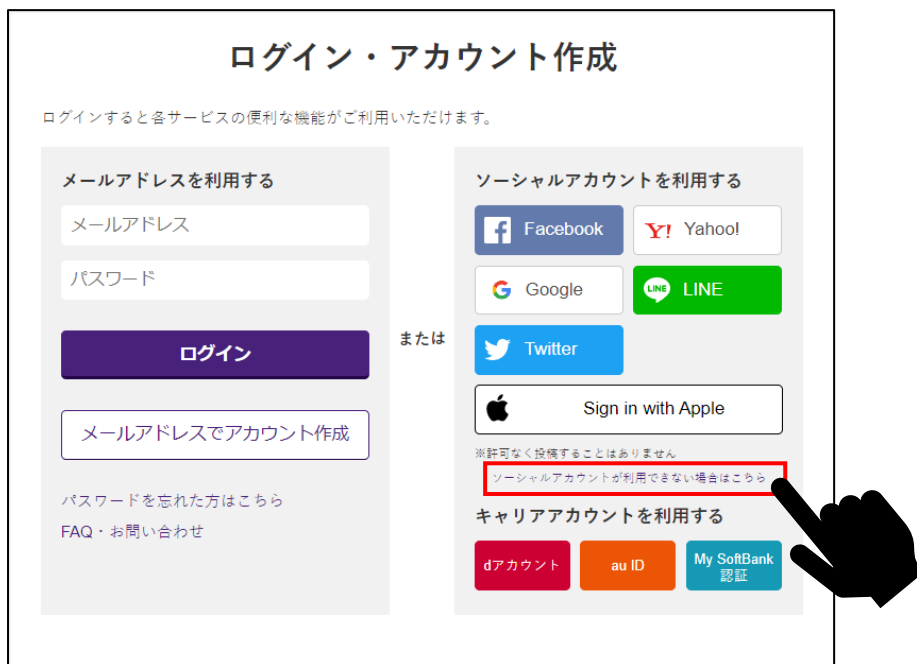 ログイン・アカウント作成
ログインすると各サービスの便利な機能がご利用いただけます。
メールアドレスを利用する
メールアドレス
パスワード
ログイン
メールアドレスでアカウント作成
パスワードを忘れた方はこちら
FAQ・お問い合わせ
または
ソーシャルアカウントを利用する
f Facebook
Y! Yahoo!
G Google
LINE LINE
Twitter
Sign in with Apple
※許可なく投稿することはありません
ソーシャルアカウントが利用できない場合はこちら
キャリアアカウントを利用する
dアカウント
au ID
My SoftBank
認証